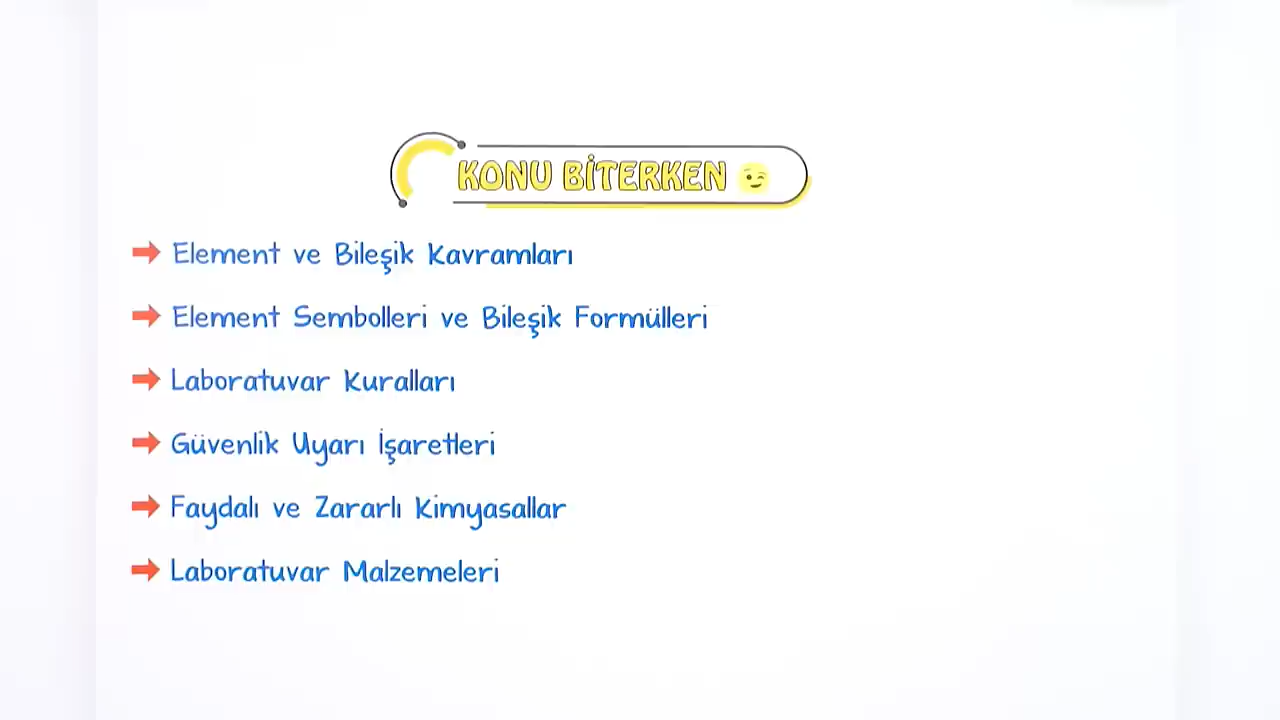 KONU BİTERKEN
Element ve Bileşik Kavramları
Element Sembolleri ve Bileşik Formülleri
Laboratuvar Kuralları
Güvenlik Uyarı İşaretleri
Faydalı ve Zararlı Kimyasallar
Laboratuvar Malzemeleri